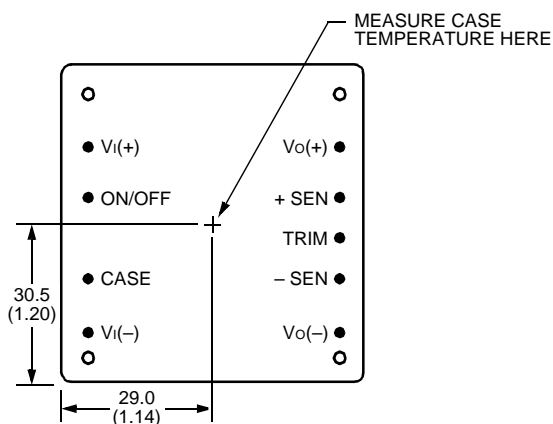 MEASURE CASE
TEMPERATURE HERE
VI(+)
VO(+)
ON/OFF
+ SEN
TRIM
CASE
– SEN
30.5
(1.20)
VI(–)
VO(–)
29.0
(1.14)